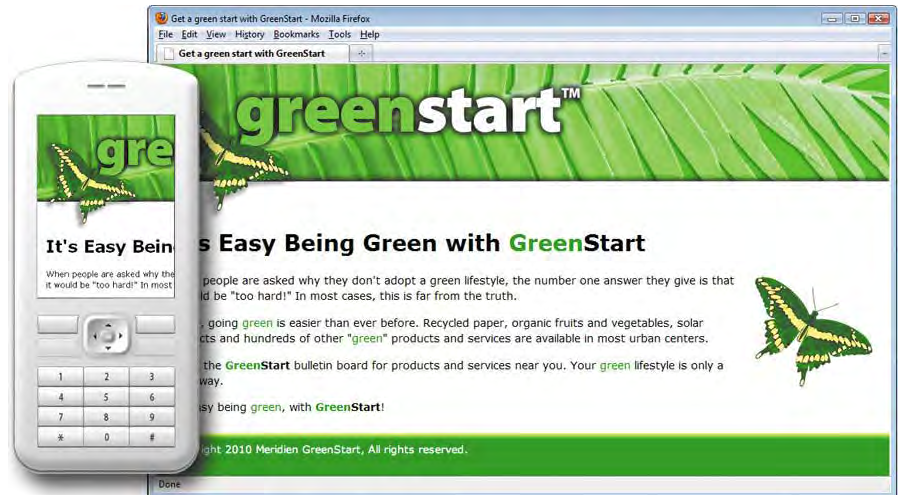 Get a green start with GreenStart - Mozilla Firefox
File Edit View History Bookmarks Tools Help
Get a green start with GreenStart
greenstart™
gre
It's Easy Bein
When people are asked why the
it would be "too hard!" In most
1 2 3
4 5 6
7 8 9
* 0 #
s Easy Being Green with GreenStart
people are asked why they don't adopt a green lifestyle, the number one answer they give is that
ld be "too hard!" In most cases, this is far from the truth.
, going green is easier than ever before. Recycled paper, organic fruits and vegetables, solar
cts and hundreds of other "green" products and services are available in most urban centers.
the GreenStart bulletin board for products and services near you. Your green lifestyle is only a
way.
sy being green, with GreenStart!
ght 2010 Meridien GreenStart, All rights reserved.
Done